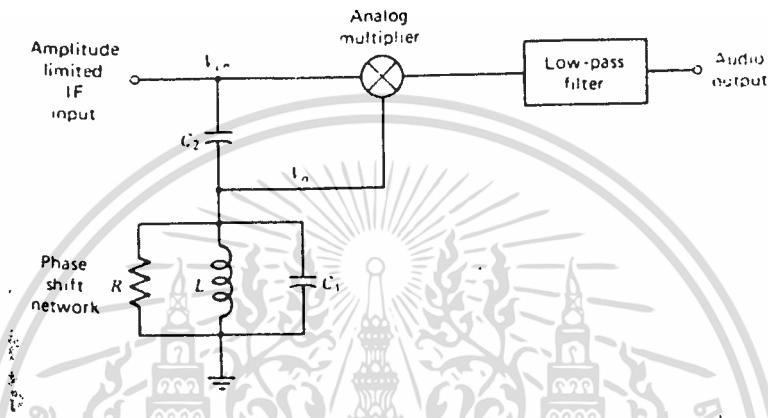 Analog
multiplier
Amplitude
limited
IF
input
Low-pass
filter
Audio
output
C₂
Phase
shift
network
R
L
C₁